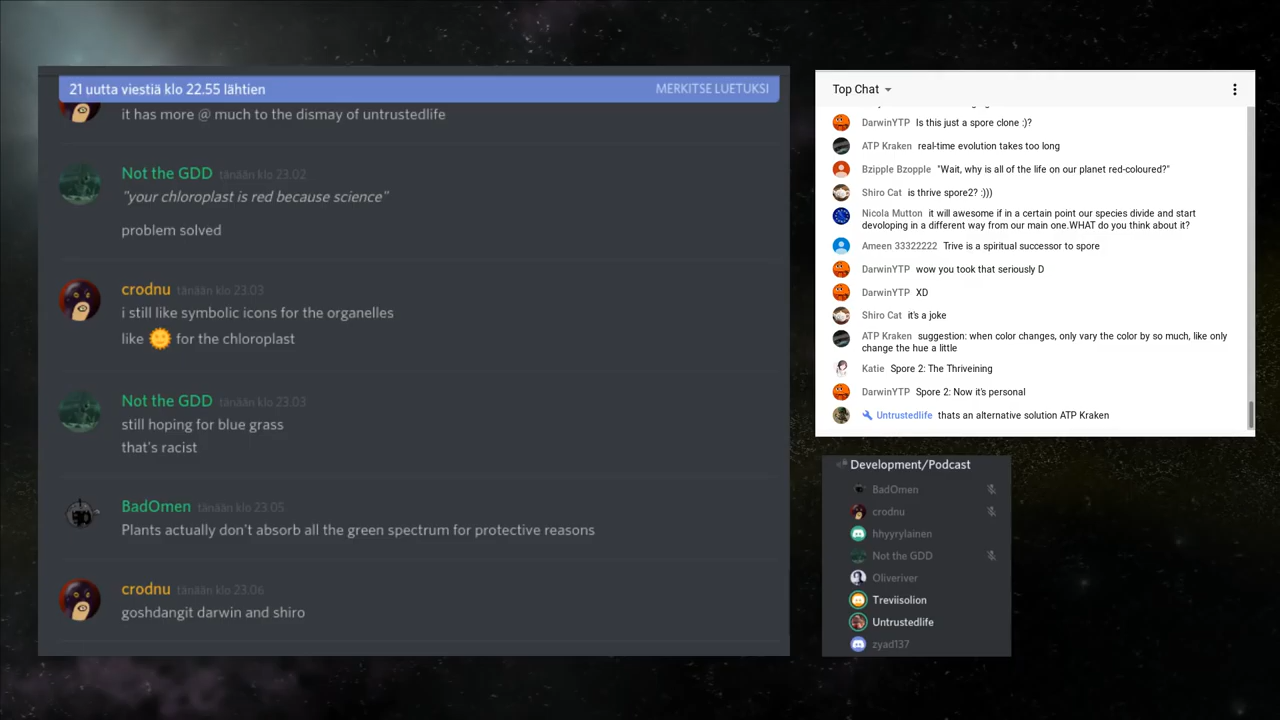 21 uutta viestiä klo 22.55 lähtien
MERKITSE LUETUKSI
it has more @ much to the dismay of untrustedlife
Not the GDD tänään klo 23.02
"your chloroplast is red because science"
problem solved
crodnu tänään klo 23.03
i still like symbolic icons for the organelles
like 🌞 for the chloroplast
Not the GDD tänään klo 23.03
still hoping for blue grass
that's racist
BadOmen tänään klo 23.05
Plants actually don't absorb all the green spectrum for protective reasons
crodnu tänään klo 23.06
goshdangit darwin and shiro
Top Chat
DarwinYTP Is this just a spore clone :)?
ATP Kraken real-time evolution takes too long
Bzipple Bzopple "Wait, why is all of the life on our planet red-coloured?"
Shiro Cat is thrive spore2? :)))
Nicola Mutton it will awesome if in a certain point our species divide and start
devoloping in a different way from our main one.WHAT do you think about it?
Ameen 33322222 Trive is a spiritual successor to spore
DarwinYTP wow you took that seriously D
DarwinYTP XD
Shiro Cat it's a joke
ATP Kraken suggestion: when color changes, only vary the color by so much, like only
change the hue a little
Katie Spore 2: The Thriveining
DarwinYTP Spore 2: Now it's personal
Untrustedlife thats an alternative solution ATP Kraken
Development/Podcast
BadOmen
crodnu
hhyyrylainen
Not the GDD
Oliveriver
Treviisolion
Untrustedlife
zyad137